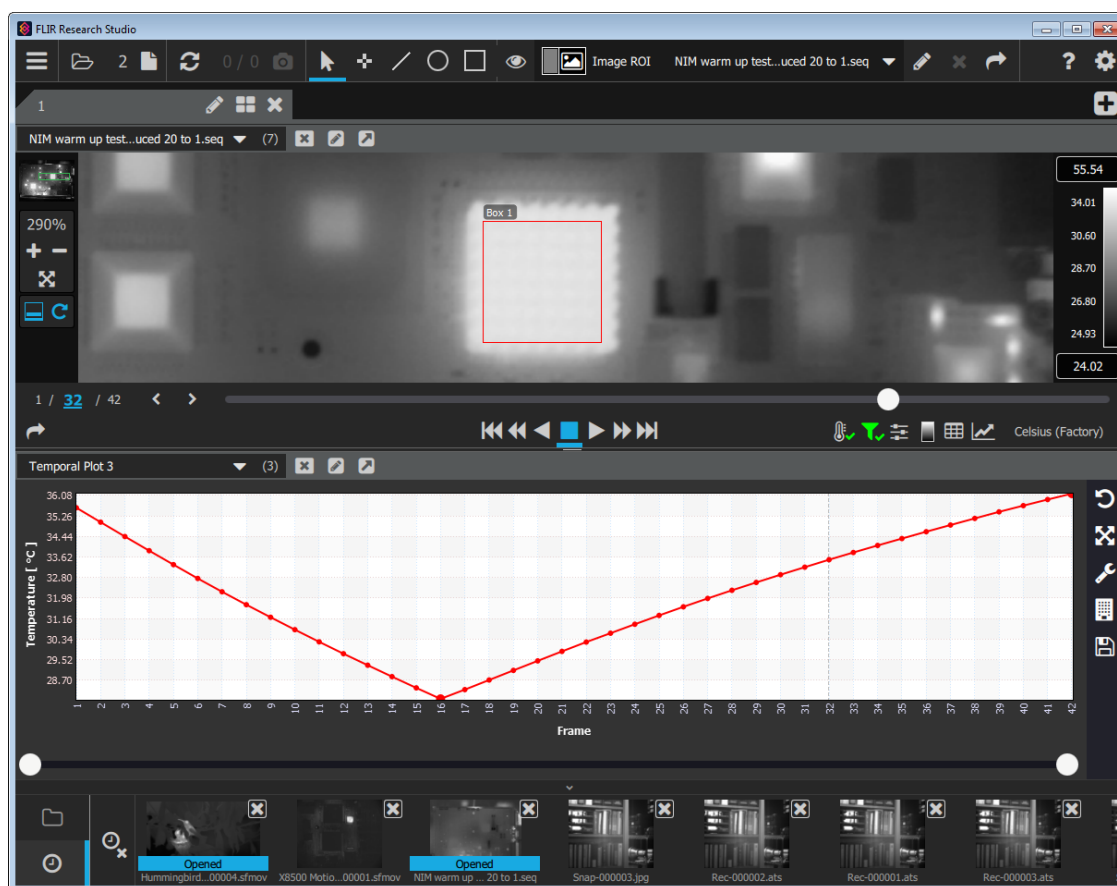 FLIR Research Studio
2 0 / 0 Image ROI NIM warm up test...uced 20 to 1.seq ?
1
NIM warm up test...uced 20 to 1.seq (7)
290%
Box 1
55.54
34.01
30.60
28.70
26.80
24.93
24.02
1 / 32 / 42
Celsius (Factory)
Temporal Plot 3 (3)
Temperature [ °C ]
36.08
35.26
34.44
33.62
32.80
31.98
31.16
30.34
29.52
28.70
1 2 3 4 5 6 7 8 9 10 11 12 13 14 15 16 17 18 19 20 21 22 23 24 25 26 27 28 29 30 31 32 33 34 35 36 37 38 39 40 41 42
Frame
Opened Opened
Hummingbird...00004.sfmov X8500 Motio...00001.sfmov NIM warm up ... 20 to 1.seq Snap-000003.jpg Rec-000002.ats Rec-000001.ats Rec-000003.ats